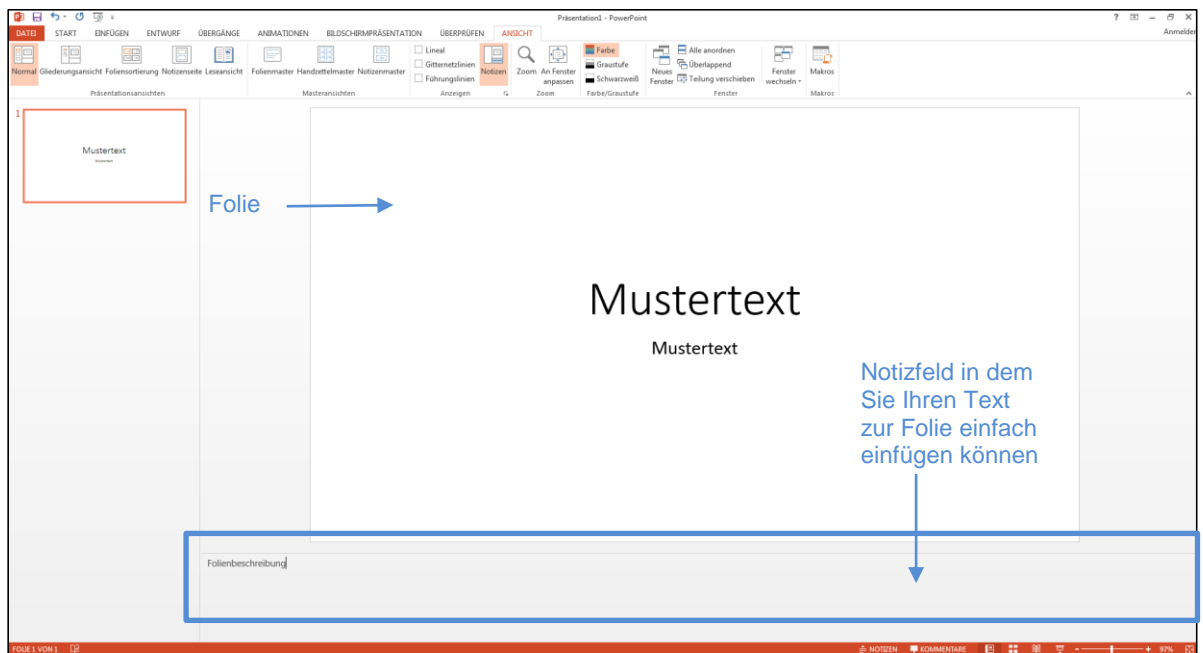 Präsentation1 - PowerPoint
Anmelden
DATEI START EINFÜGEN ENTWURF ÜBERGÄNGE ANIMATIONEN BILDSCHIRMPRÄSENTATION ÜBERPRÜFEN ANSICHT
Normal Gliederungsansicht Foliensortierung Notizenseite Leseansicht
Präsentationsansichten
Folienmaster Handzettelmaster Notizenmaster
Masteransichten
Lineal
Gitternetzlinien
Führungslinien
Notizen
Anzeigen
Zoom An Fenster
anpassen
Zoom
Farbe
Graustufe
Schwarzweiß
Farbe/Graustufe
Neues
Fenster
Alle anordnen
Überlappend
Teilung verschieben
Fenster
wechseln
Fenster
Makros
Makros
1
Mustertext
Mustertext
Folie
Mustertext
Mustertext
Notizfeld in dem
Sie Ihren Text
zur Folie einfach
einfügen können
Folienbeschreibung
FOLIE 1 VON 1
NOTIZEN KOMMENTARE 97%